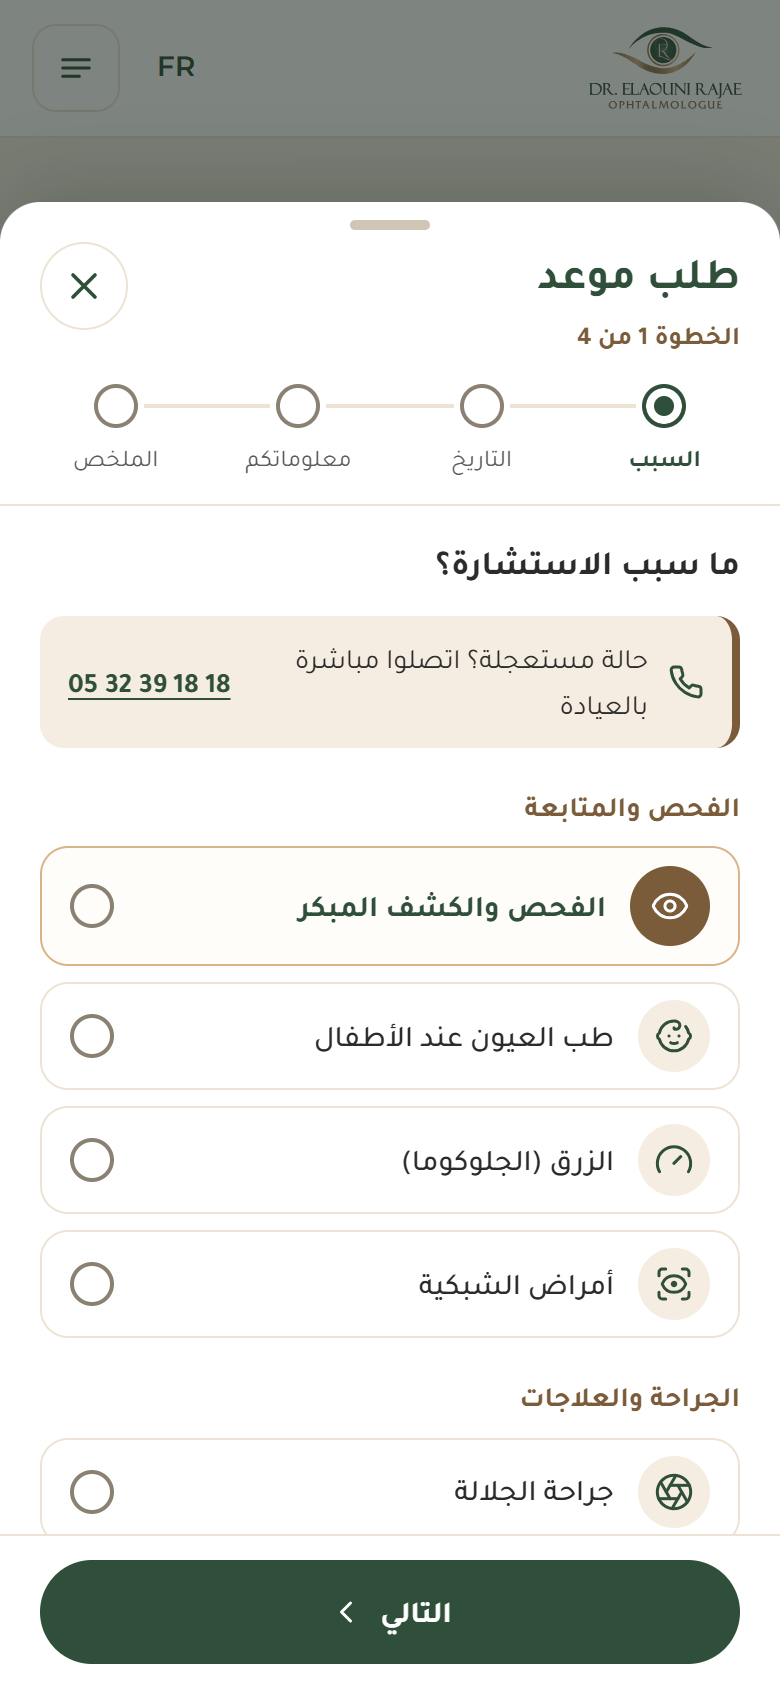 FR
DR. ELAOUNI RAJAE
OPHTALMOLOGUE
طلب موعد
الخطوة 1 من 4
السبب
التاريخ
معلوماتكم
الملخص
ما سبب الاستشارة؟
حالة مستعجلة؟ اتصلوا مباشرة
بالعيادة
05 32 39 18 18
الفحص والمتابعة
الفحص والكشف المبكر
طب العيون عند الأطفال
الزرق (الجلوكوما)
أمراض الشبكية
الجراحة والعلاجات
جراحة الجلالة
التالي